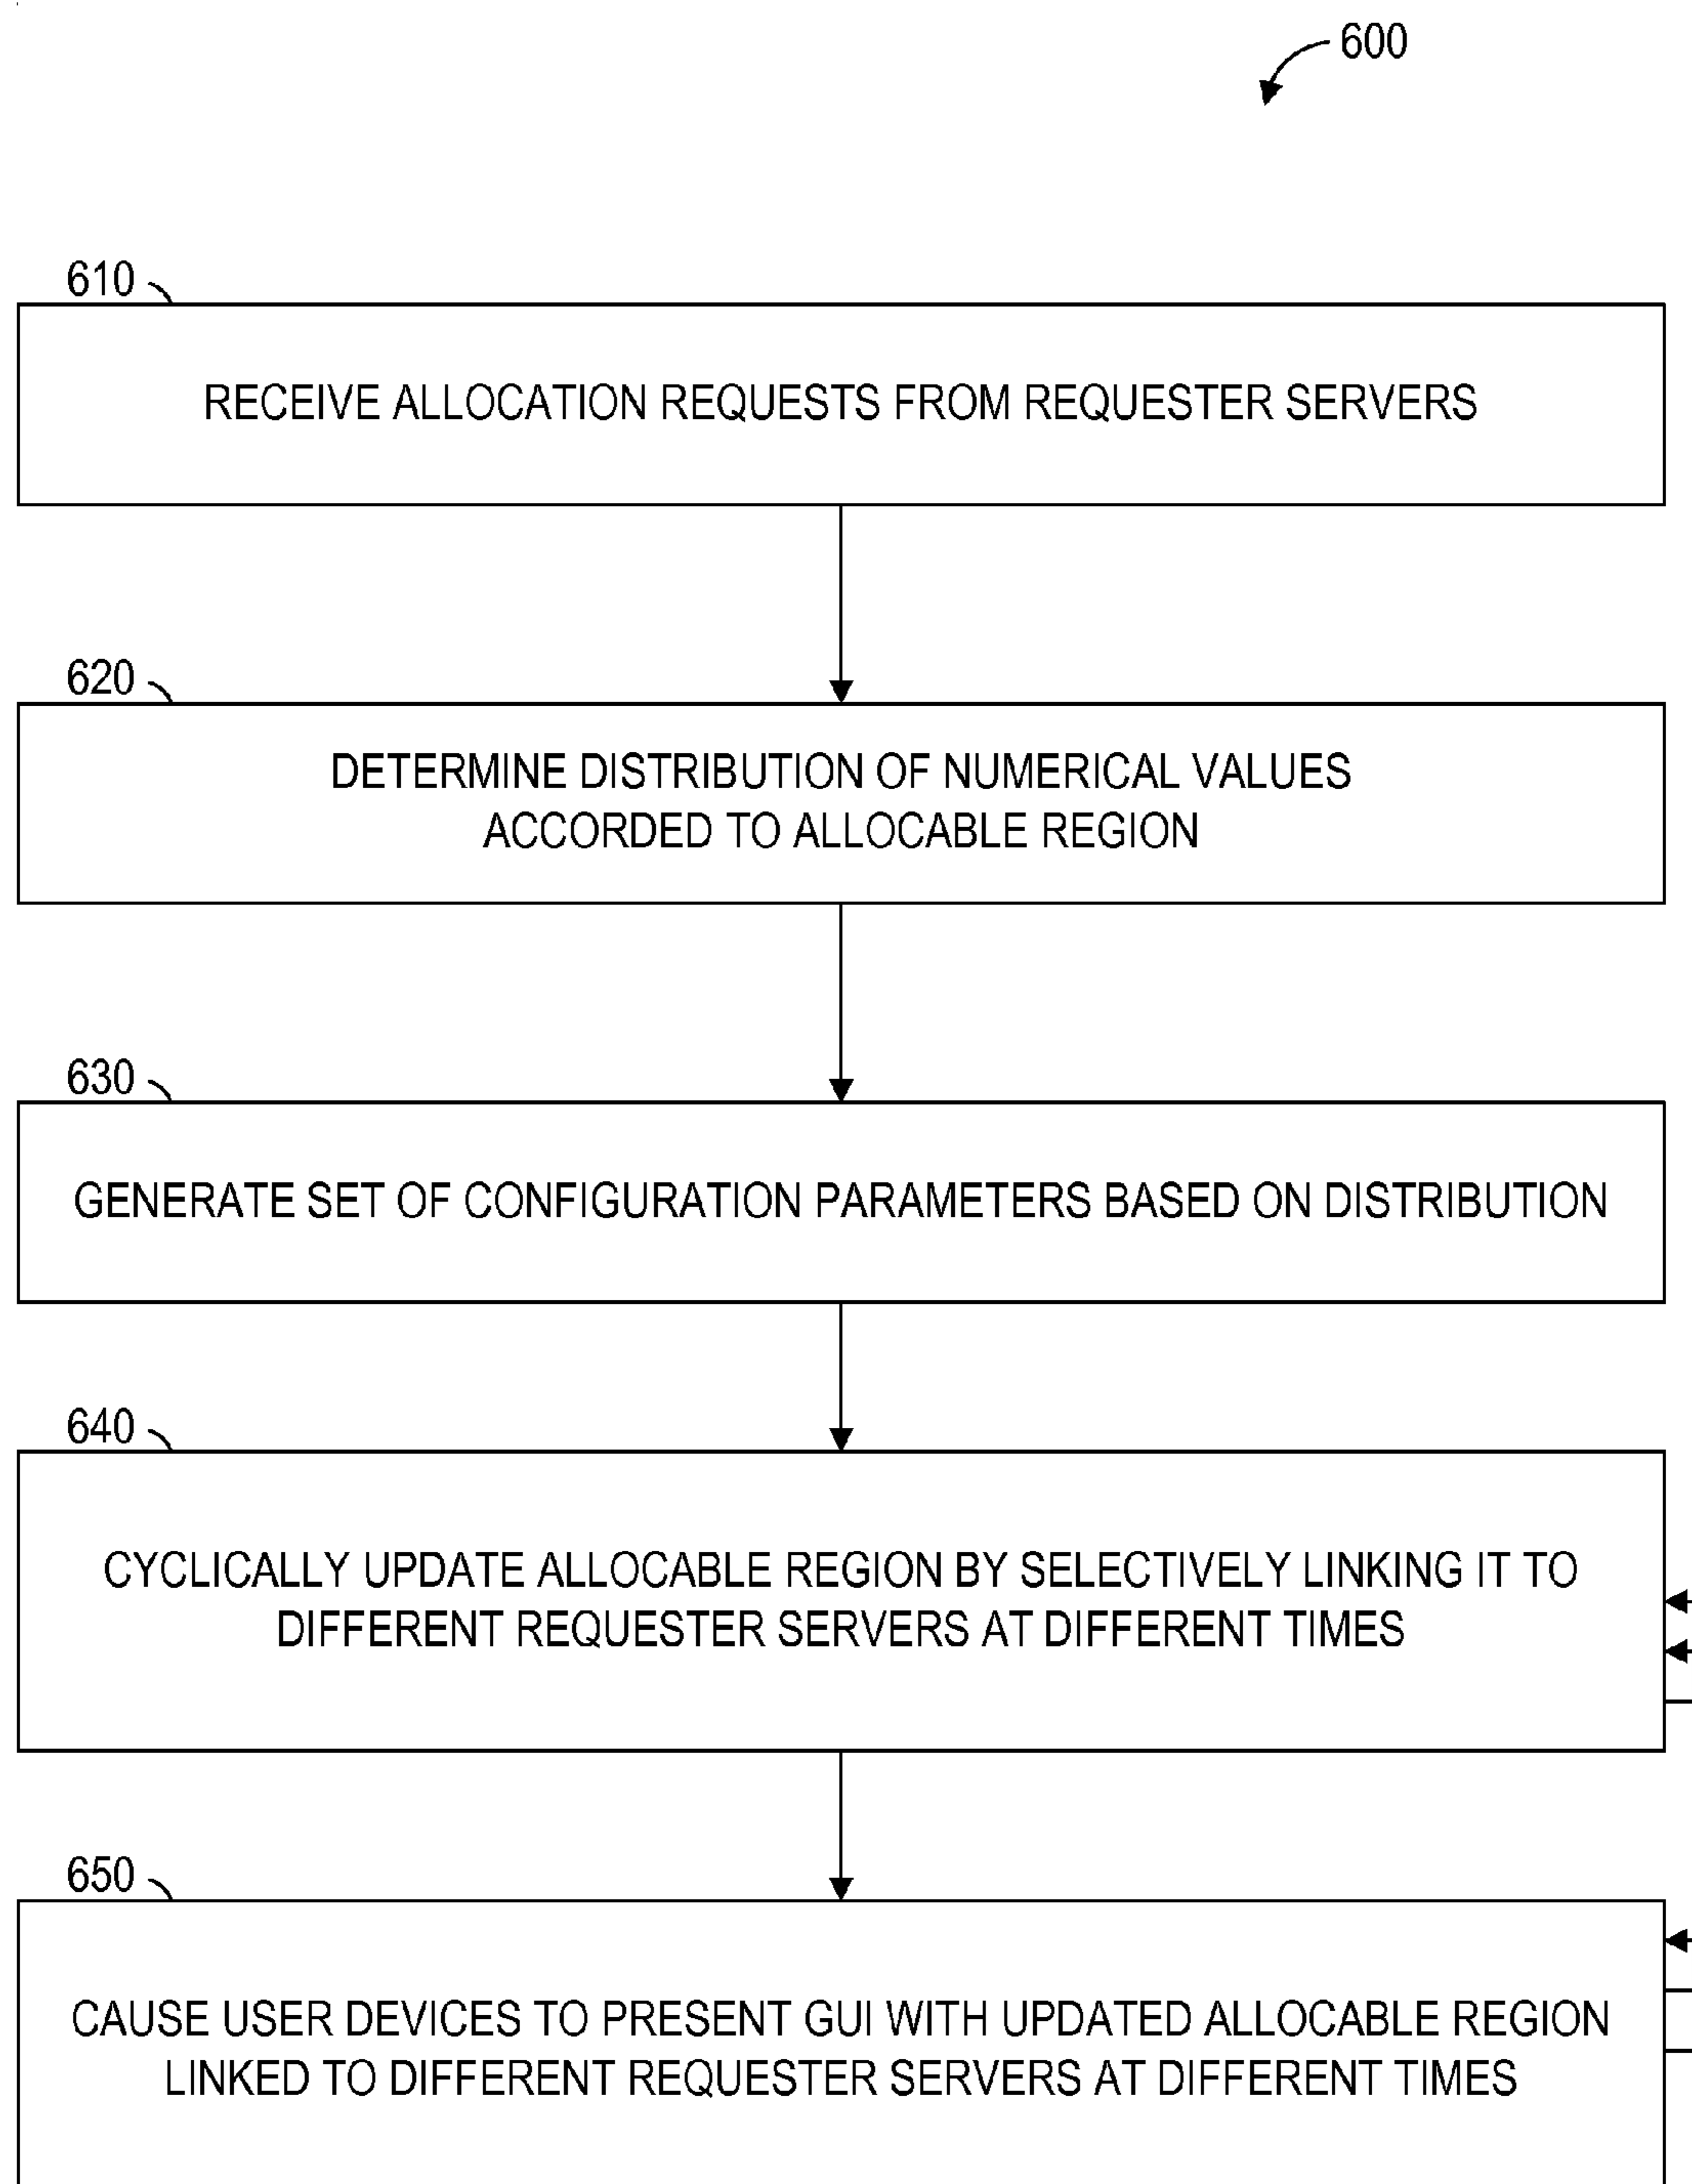 600
610
RECEIVE ALLOCATION REQUESTS FROM REQUESTER SERVERS
620
DETERMINE DISTRIBUTION OF NUMERICAL VALUES
ACCORDED TO ALLOCABLE REGION
630
GENERATE SET OF CONFIGURATION PARAMETERS BASED ON DISTRIBUTION
640
CYCLICALLY UPDATE ALLOCABLE REGION BY SELECTIVELY LINKING IT TO
DIFFERENT REQUESTER SERVERS AT DIFFERENT TIMES
650
CAUSE USER DEVICES TO PRESENT GUI WITH UPDATED ALLOCABLE REGION
LINKED TO DIFFERENT REQUESTER SERVERS AT DIFFERENT TIMES